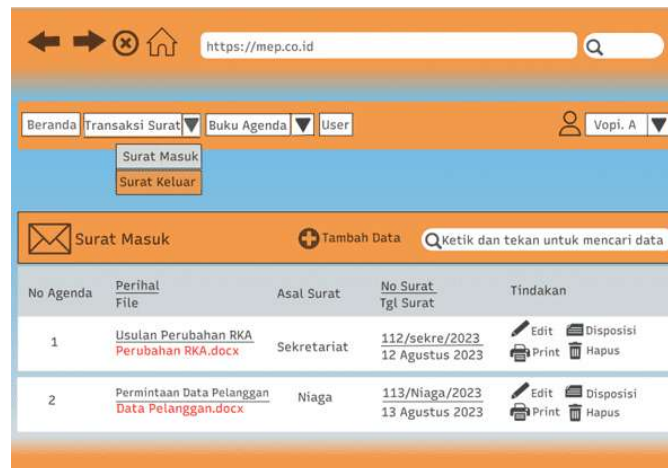 https://mep.co.id
Beranda Transaksi Surat Buku Agenda User Vopi. A
Surat Masuk
Surat Keluar
Surat Masuk Tambah Data Ketik dan tekan untuk mencari data
No Agenda Perihal Asal Surat No Surat Tindakan
File Tgl Surat
1 Usulan Perubahan RKA Sekretariat 112/sekre/2023 Edit Disposisi
Perubahan RKA.docx 12 Agustus 2023 Print Hapus
2 Permintaan Data Pelanggan Niaga 113/Niaga/2023 Edit Disposisi
Data Pelanggan.docx 13 Agustus 2023 Print Hapus